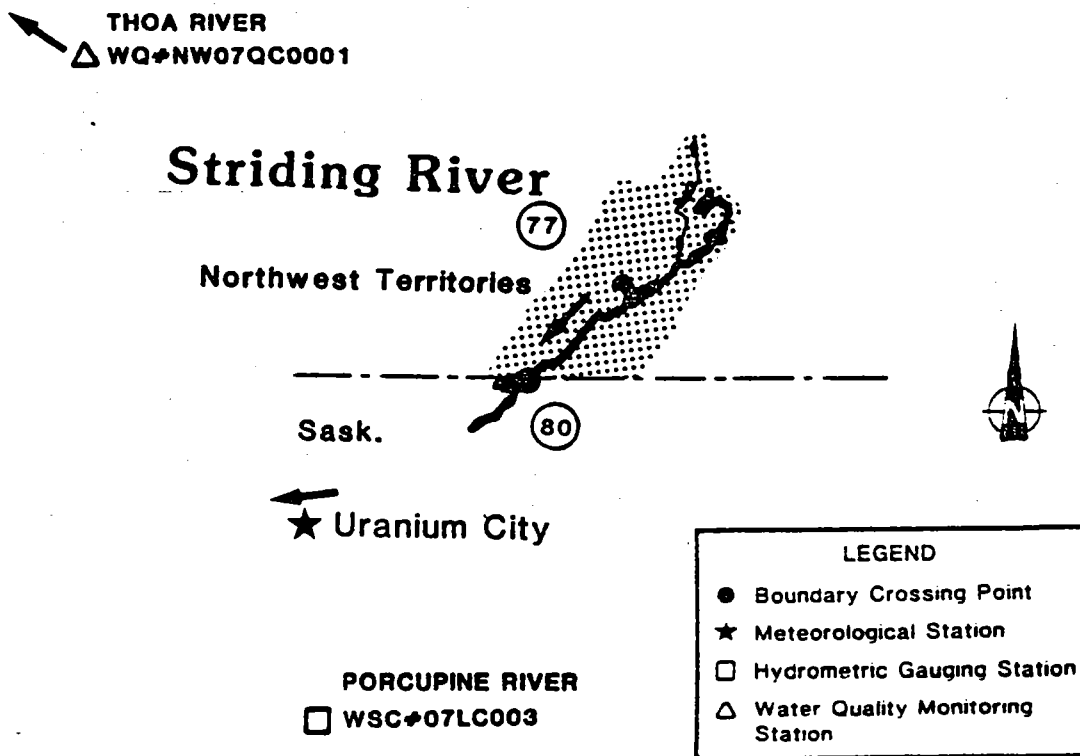 THOA RIVER
WQ#NW07QC0001
Striding River
77
Northwest Territories
Sask.
80
N
Uranium City
LEGEND
Boundary Crossing Point
Meteorological Station
Hydrometric Gauging Station
Water Quality Monitoring
Station
PORCUPINE RIVER
WSC#07LC003